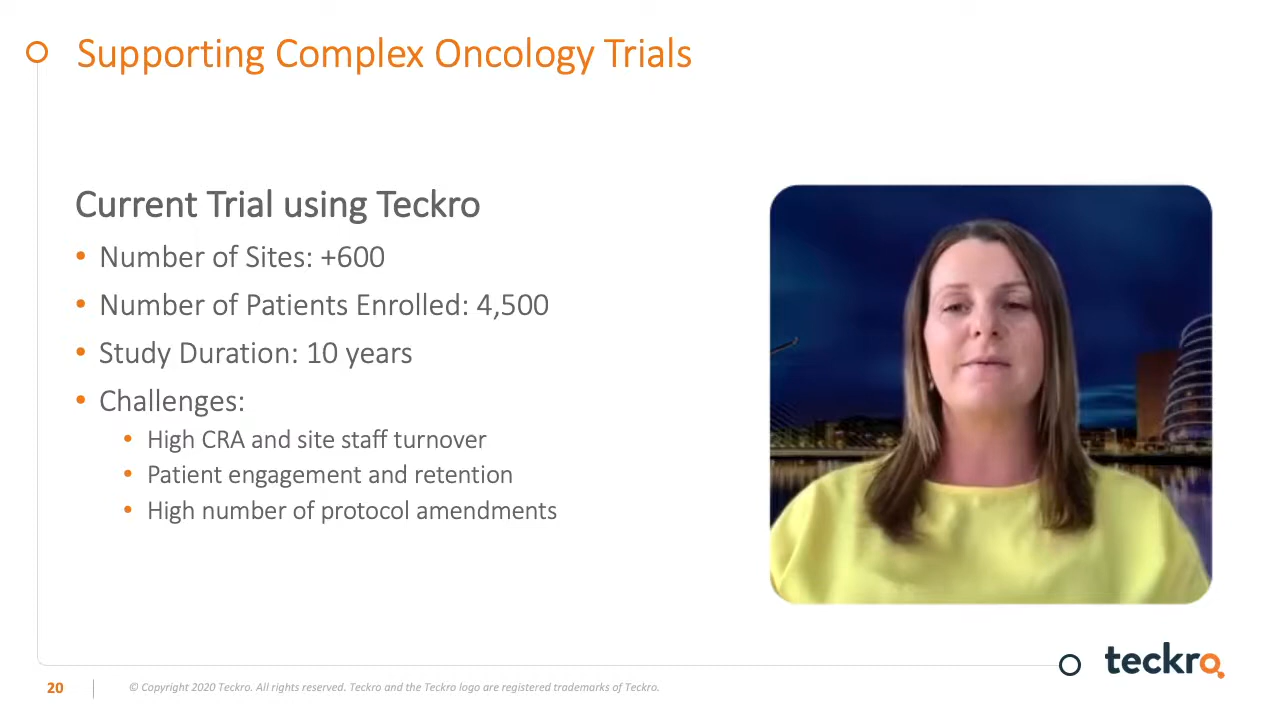 Supporting Complex Oncology Trials
Current Trial using Teckro
• Number of Sites: +600
• Number of Patients Enrolled: 4,500
• Study Duration: 10 years
• Challenges:
• High CRA and site staff turnover
• Patient engagement and retention
• High number of protocol amendments
teckro
20
© Copyright 2020 Teckro. All rights reserved. Teckro and the Teckro logo are registered trademarks of Teckro.